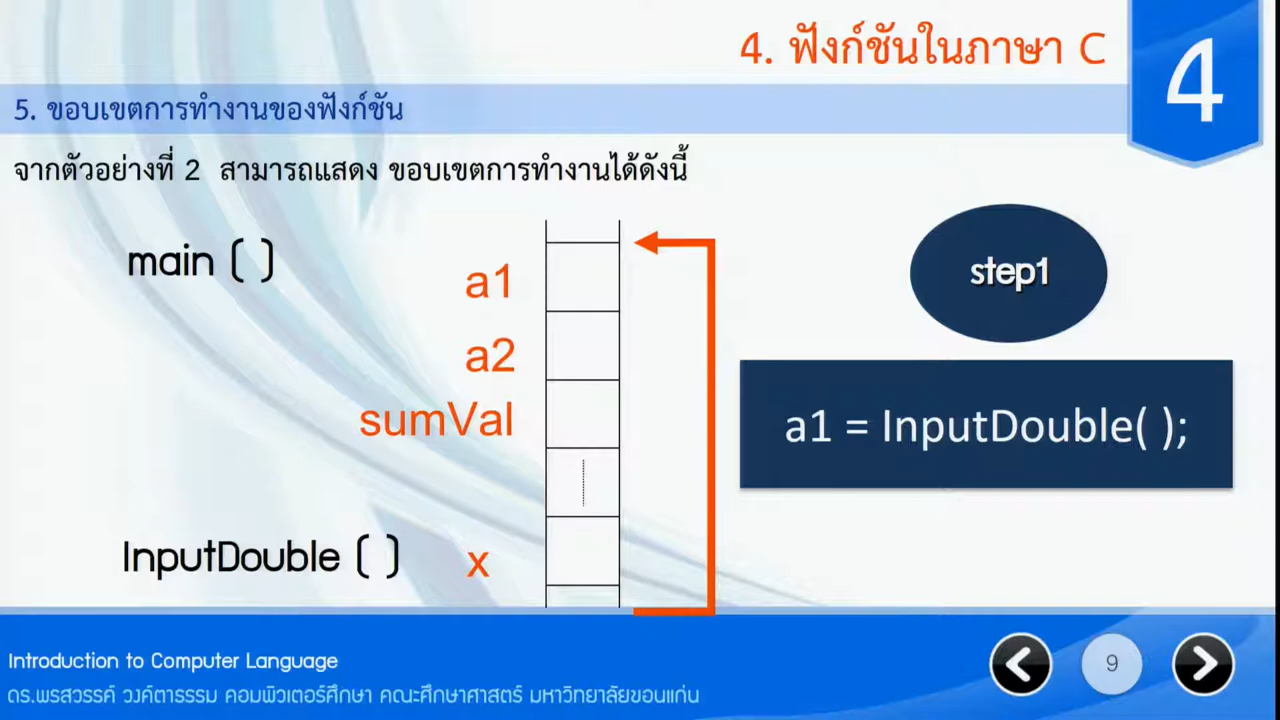 4. ฟังก์ชันในภาษา C
4
5. ขอบเขตการทำงานของฟังก์ชัน
จากตัวอย่างที่ 2 สามารถแสดง ขอบเขตการทำงานได้ดังนี้
main ( )
a1
step1
a2
sumVal
a1 = InputDouble( );
InputDouble ( )
x
Introduction to Computer Language
9
ดร.พรสวรรค์ วงค์ตาธรรม คอมพิวเตอร์ศึกษา คณะศึกษาศาสตร์ มหาวิทยาลัยขอนแก่น